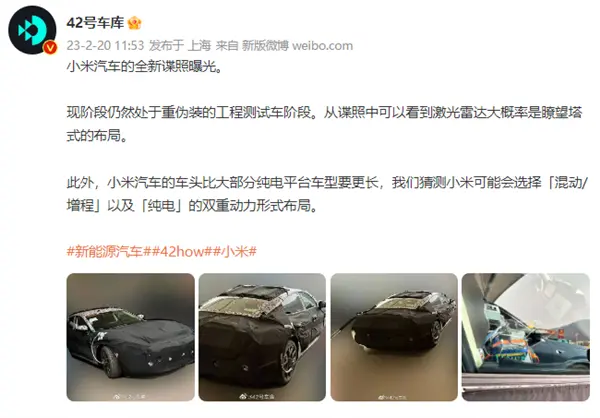 42号车库
23-2-20 11:53 发布于 上海 来自 新版微博 weibo.com
小米汽车的全新谍照曝光。
现阶段仍然处于重伪装的工程测试车阶段。从谍照中可以看到激光雷达大概率是瞭望塔
式的布局。
此外，小米汽车的车头比大部分纯电平台车型要更长，我们猜测小米可能会选择「混动/
增程」以及「纯电」的双重动力形式布局。
#新能源汽车##42how##小米#
@42号车库